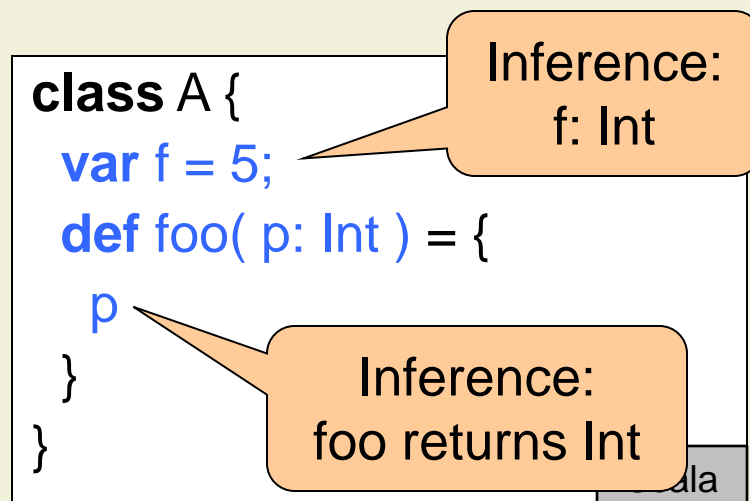 class A {
var f = 5;
def foo( p: Int ) = {
p
}
}
Inference:
f: Int
Inference:
foo returns Int